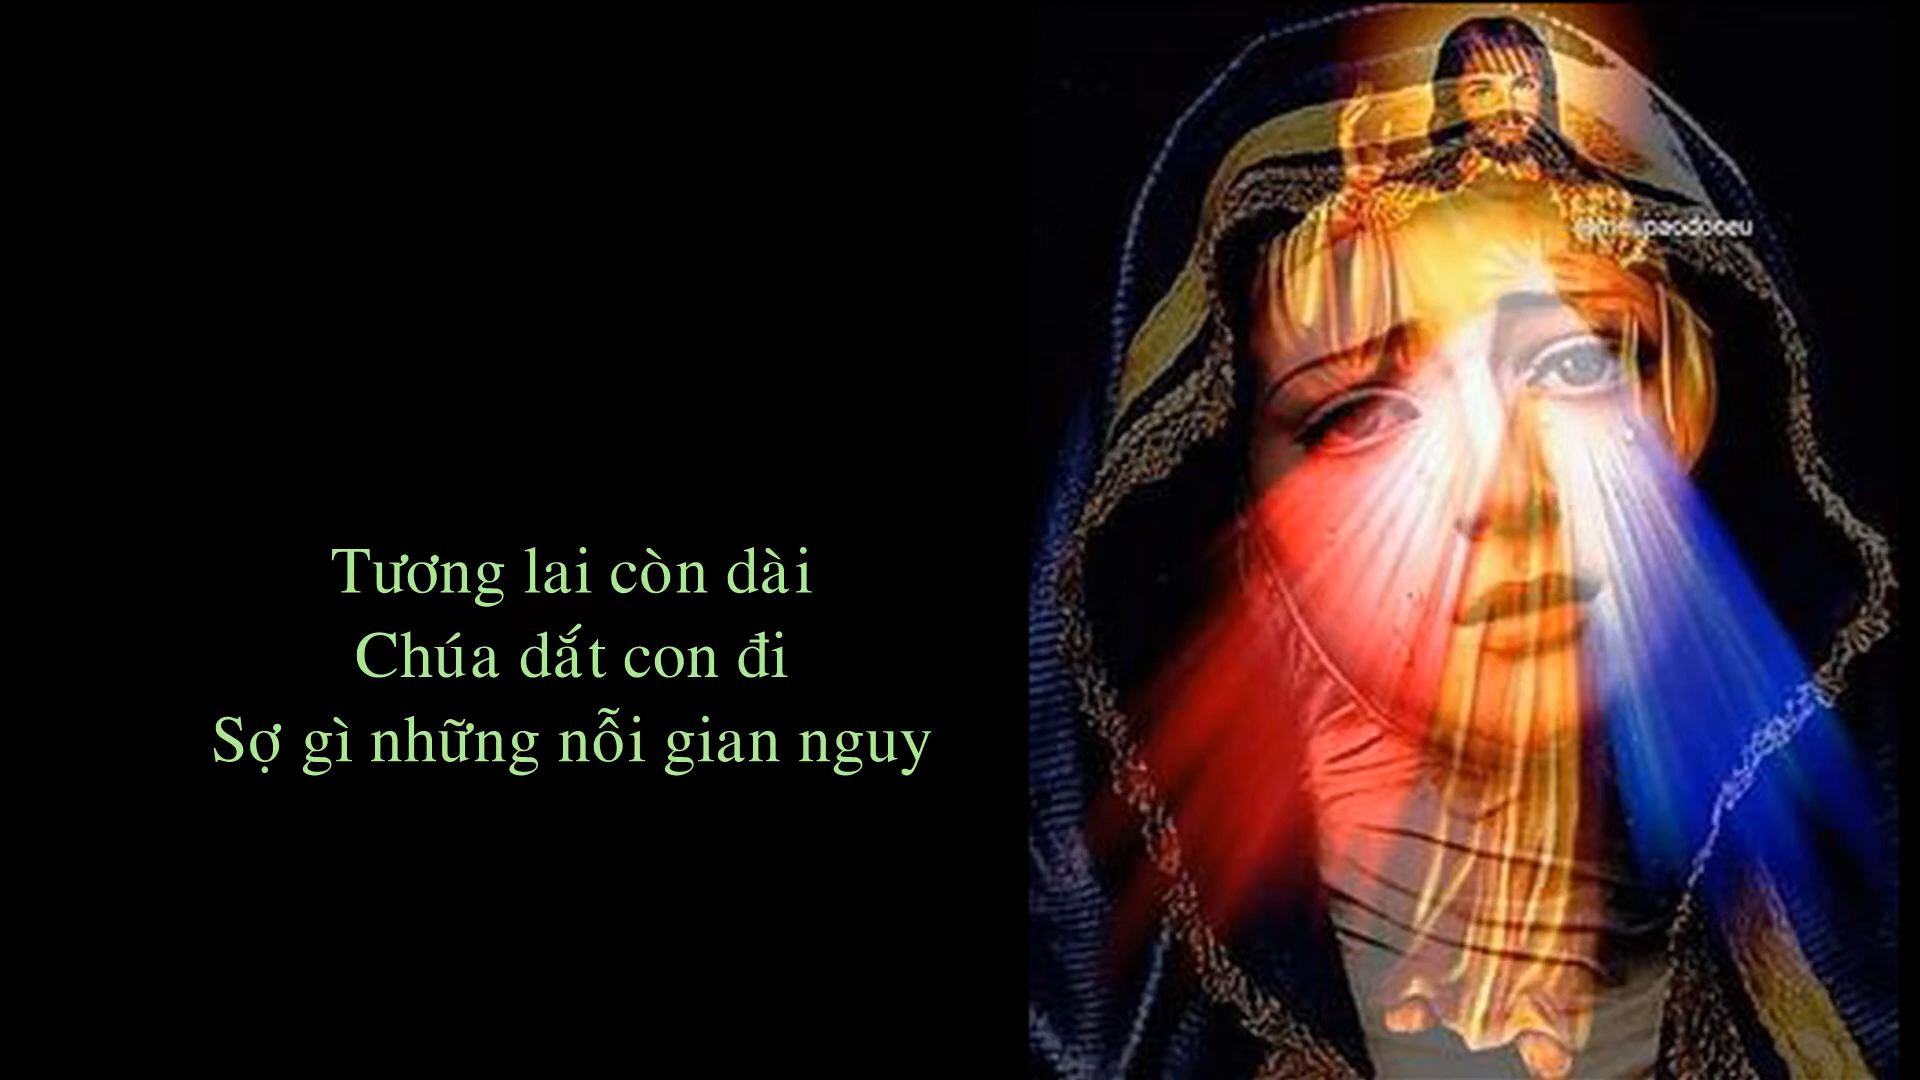 Tương lai còn dài
Chúa dắt con đi
Sợ gì những nỗi gian nguy